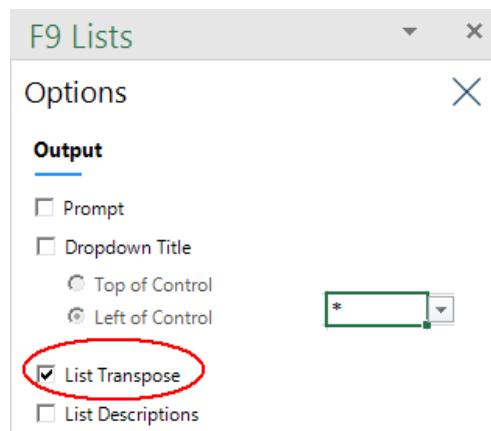 F9 Lists
Options
Output
Prompt
Dropdown Title
Top of Control
Left of Control
*
List Transpose
List Descriptions